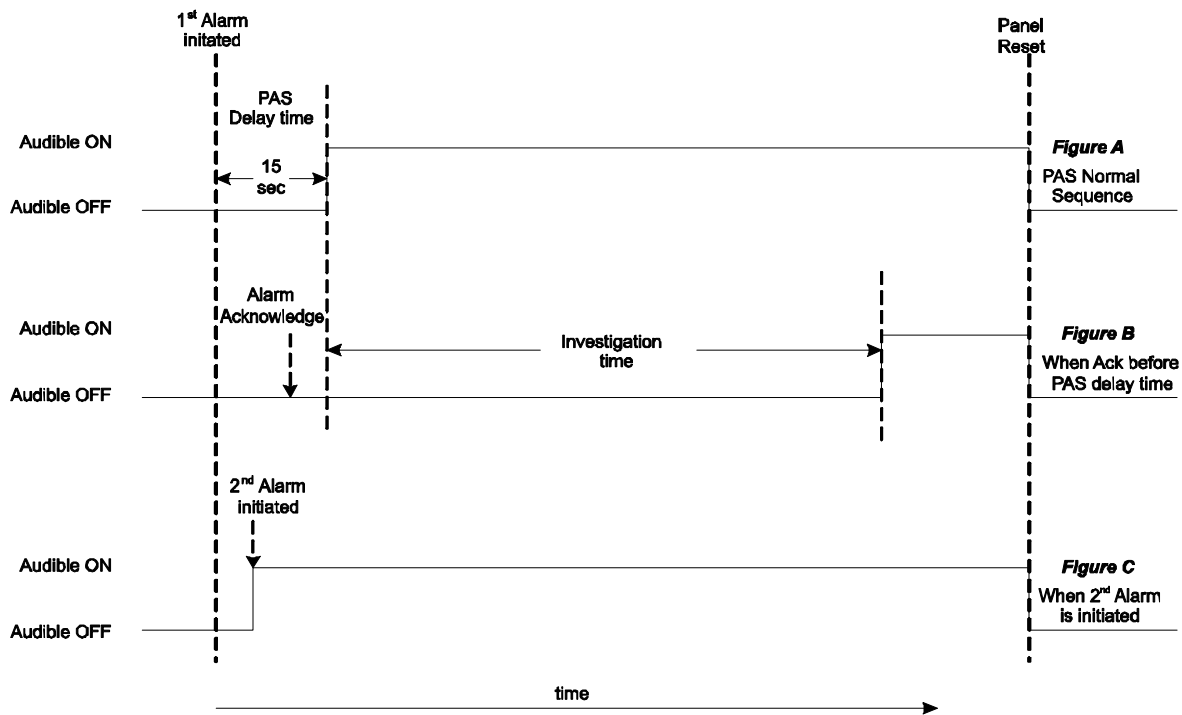 1st Alarm
initated
Panel
Reset
PAS
Delay time
Audible ON
15
sec
Audible OFF
Figure A
PAS Normal
Sequence
Alarm
Acknowledge
Audible ON
Investigation
time
Audible OFF
Figure B
When Ack before
PAS delay time
2nd Alarm
initiated
Audible ON
Audible OFF
Figure C
When 2nd Alarm
is initiated
time